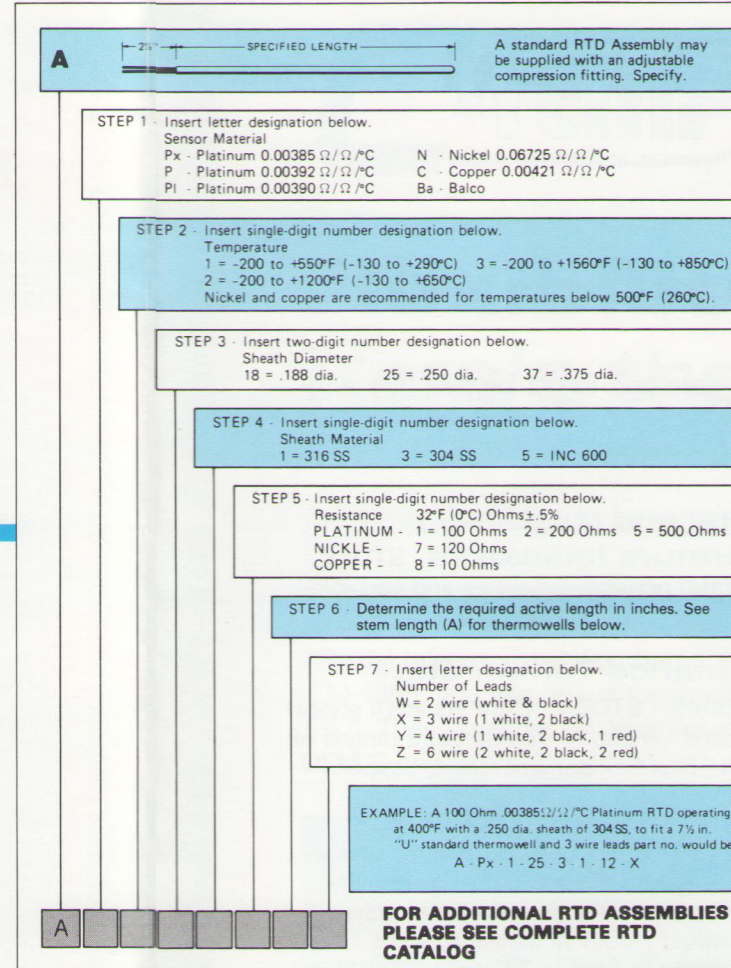 A
2½"
SPECIFIED LENGTH
A standard RTD Assembly may
be supplied with an adjustable
compression fitting. Specify.
STEP 1 - Insert letter designation below.
Sensor Material
Px - Platinum 0.00385 Ω/Ω/°C N - Nickel 0.06725 Ω/Ω/°C
P - Platinum 0.00392 Ω/Ω/°C C - Copper 0.00421 Ω/Ω/°C
Pl - Platinum 0.00390 Ω/Ω/°C Ba - Balco
STEP 2 - Insert single-digit number designation below.
Temperature
1 = -200 to +550°F (-130 to +290°C) 3 = -200 to +1560°F (-130 to +850°C)
2 = -200 to +1200°F (-130 to +650°C)
Nickel and copper are recommended for temperatures below 500°F (260°C).
STEP 3 - Insert two-digit number designation below.
Sheath Diameter
18 = .188 dia. 25 = .250 dia. 37 = .375 dia.
STEP 4 - Insert single-digit number designation below.
Sheath Material
1 = 316 SS 3 = 304 SS 5 = INC 600
STEP 5 - Insert single-digit number designation below.
Resistance 32°F (0°C) Ohms±.5%
PLATINUM - 1 = 100 Ohms 2 = 200 Ohms 5 = 500 Ohms
NICKLE - 7 = 120 Ohms
COPPER - 8 = 10 Ohms
STEP 6 - Determine the required active length in inches. See
stem length (A) for thermowells below.
STEP 7 - Insert letter designation below.
Number of Leads
W = 2 wire (white & black)
X = 3 wire (1 white, 2 black)
Y = 4 wire (1 white, 2 black, 1 red)
Z = 6 wire (2 white, 2 black, 2 red)
EXAMPLE: A 100 Ohm .00385Ω/Ω/°C Platinum RTD operating
at 400°F with a .250 dia. sheath of 304 SS, to fit a 7½ in.
"U" standard thermowell and 3 wire leads part no. would be
A - Px - 1 - 25 - 3 - 1 - 12 - X
A
FOR ADDITIONAL RTD ASSEMBLIES
PLEASE SEE COMPLETE RTD
CATALOG